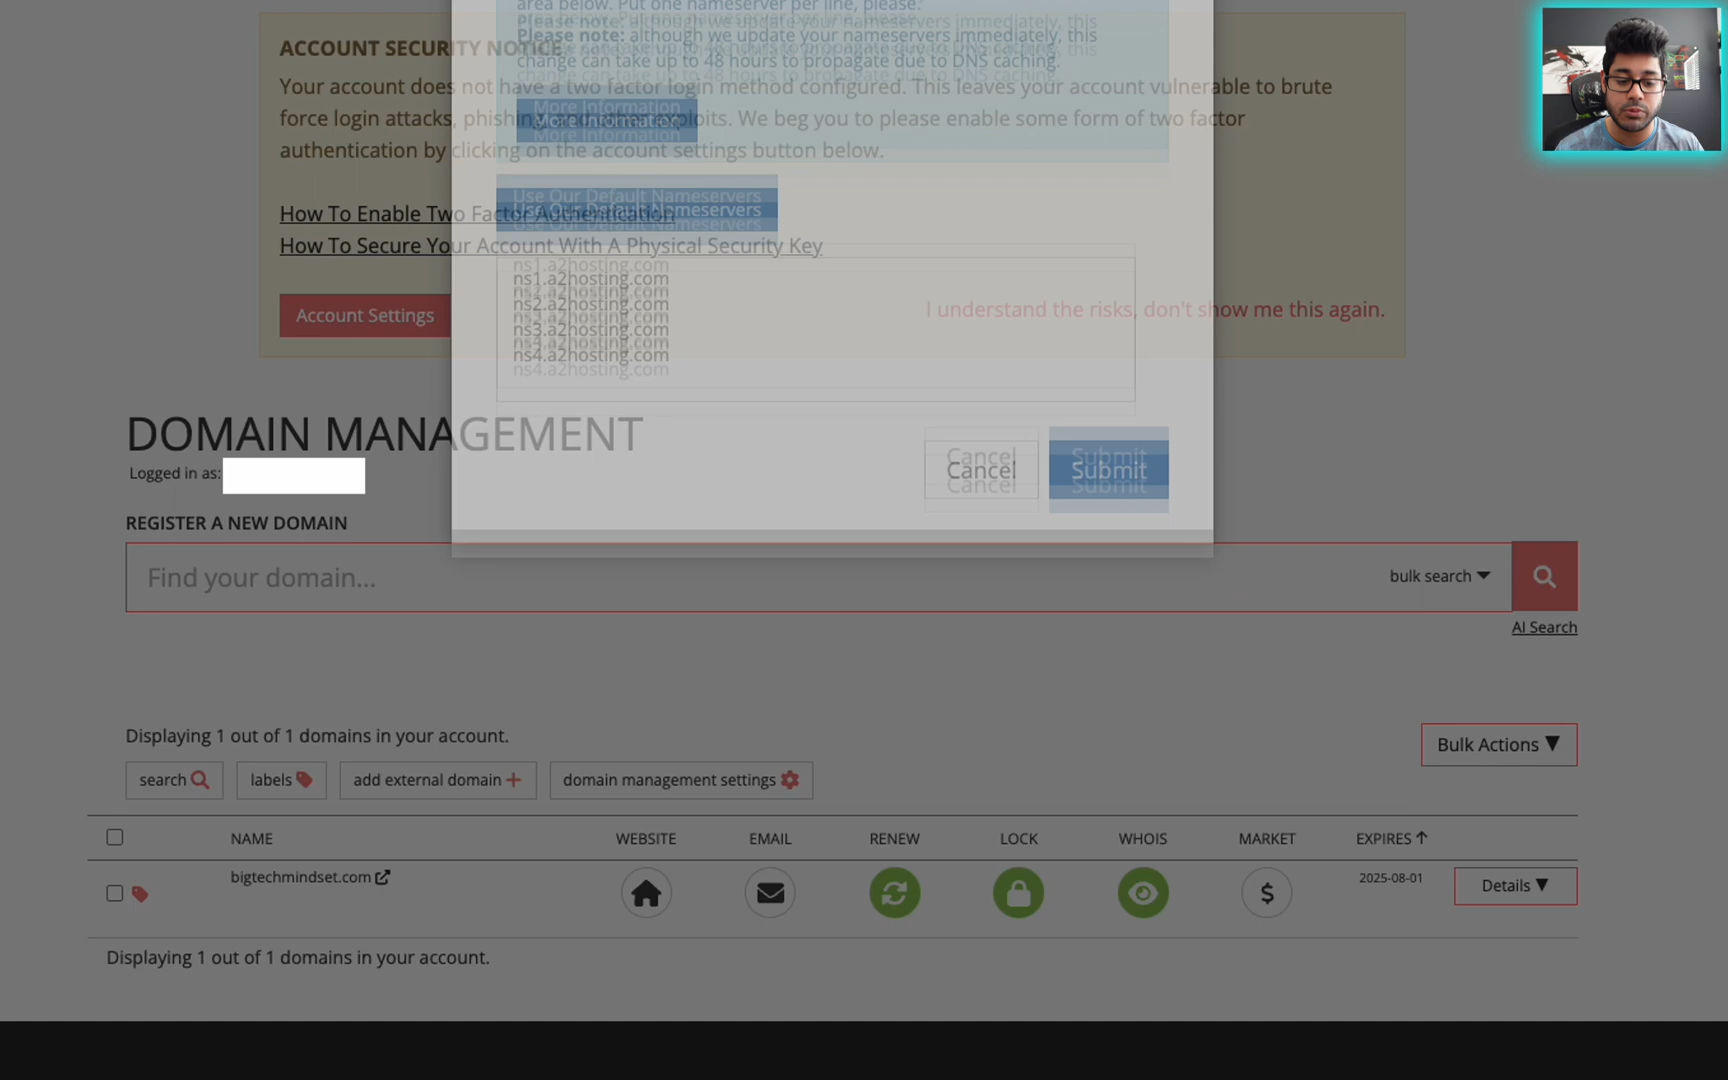 area below. Put one nameserver per line, please.
Please note: although we update your nameservers immediately, this
change can take up to 48 hours to propagate due to DNS caching.
More Information
ACCOUNT SECURITY NOTICE
Your account does not have a two factor login method configured. This leaves your account vulnerable to brute
force login attacks, phishing, and other exploits. We beg you to please enable some form of two factor
authentication by clicking on the account settings button below.
Use Our Default Nameservers
How To Enable Two Factor Authentication
How To Secure Your Account With A Physical Security Key
ns1.a2hosting.com
ns2.a2hosting.com
ns3.a2hosting.com
ns4.a2hosting.com
Account Settings
I understand the risks, don't show me this again.
DOMAIN MANAGEMENT
Logged in as:
Cancel
Submit
REGISTER A NEW DOMAIN
Find your domain...
bulk search
AI Search
Displaying 1 out of 1 domains in your account.
Bulk Actions
search
labels
add external domain
domain management settings
NAME WEBSITE EMAIL RENEW LOCK WHOIS MARKET EXPIRES
bigtechmindset.com $ 2025-08-01 Details
Displaying 1 out of 1 domains in your account.